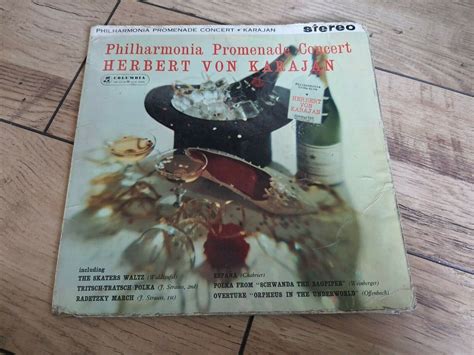 PHILHARMONIA PROMENADE CONCERT • KARAJAN
stereo
Philharmonia Promenade Concert
HERBERT VON KARAJAN
COLUMBIA
HERBERT
VON
KARAJAN
including
THE SKATERS WALTZ (Waldteufel)
TRITSCH-TRATSCH POLKA (J. Strauss, 2nd)
RADETZKY MARCH (J. Strauss, 1st)
ESPAÑA (Chabrier)
POLKA FROM "SCHWANDA THE BAGPIPER" (Weinberger)
OVERTURE "ORPHEUS IN THE UNDERWORLD" (Offenbach)